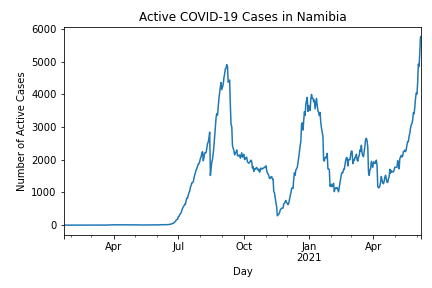 Active COVID-19 Cases in Namibia
Number of Active Cases
6000
5000
4000
3000
2000
1000
0
Apr
Jul
Oct
Jan
2021
Apr
Day